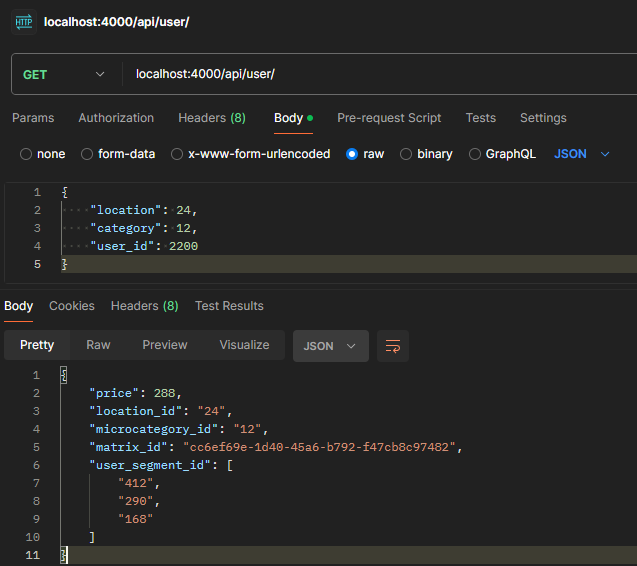 HTTP localhost:4000/api/user/
GET localhost:4000/api/user/
Params Authorization Headers (8) Body Pre-request Script Tests Settings
none form-data x-www-form-urlencoded raw binary GraphQL JSON
1 {
2 "location": 24,
3 "category": 12,
4 "user_id": 2200
5 }
Body Cookies Headers (8) Test Results
Pretty Raw Preview Visualize JSON
1 {
2 "price": 288,
3 "location_id": "24",
4 "microcategory_id": "12",
5 "matrix_id": "cc6ef69e-1d40-45a6-b792-f47cb8c97482",
6 "user_segment_id": [
7 "412",
8 "290",
9 "168"
10 ]
11 }